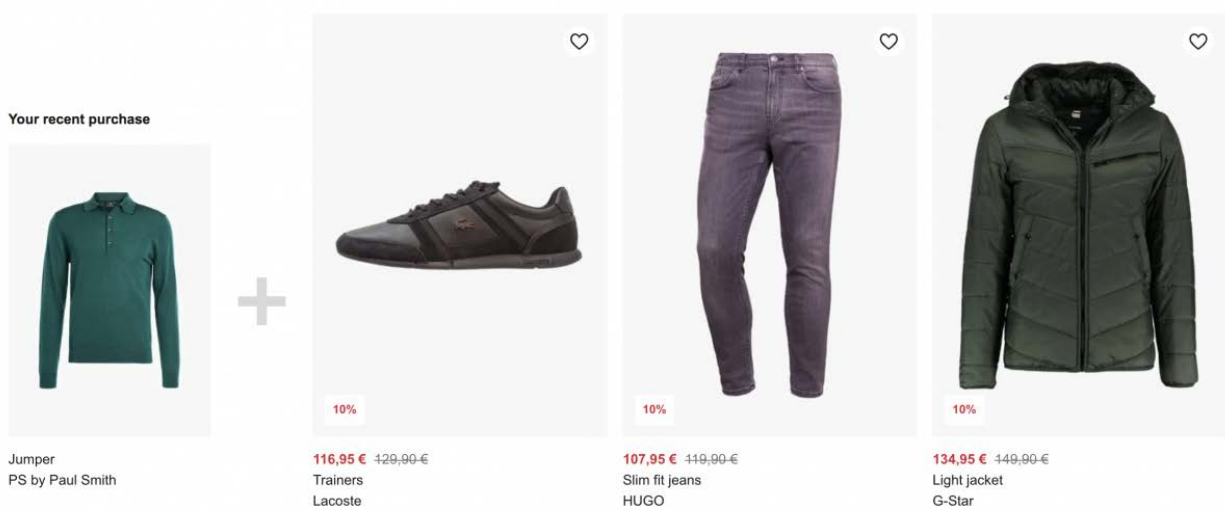 Your recent purchase
Jumper
PS by Paul Smith
10%
116,95 € 129,90 €
Trainers
Lacoste
10%
107,95 € 119,90 €
Slim fit jeans
HUGO
10%
134,95 € 149,90 €
Light jacket
G-Star